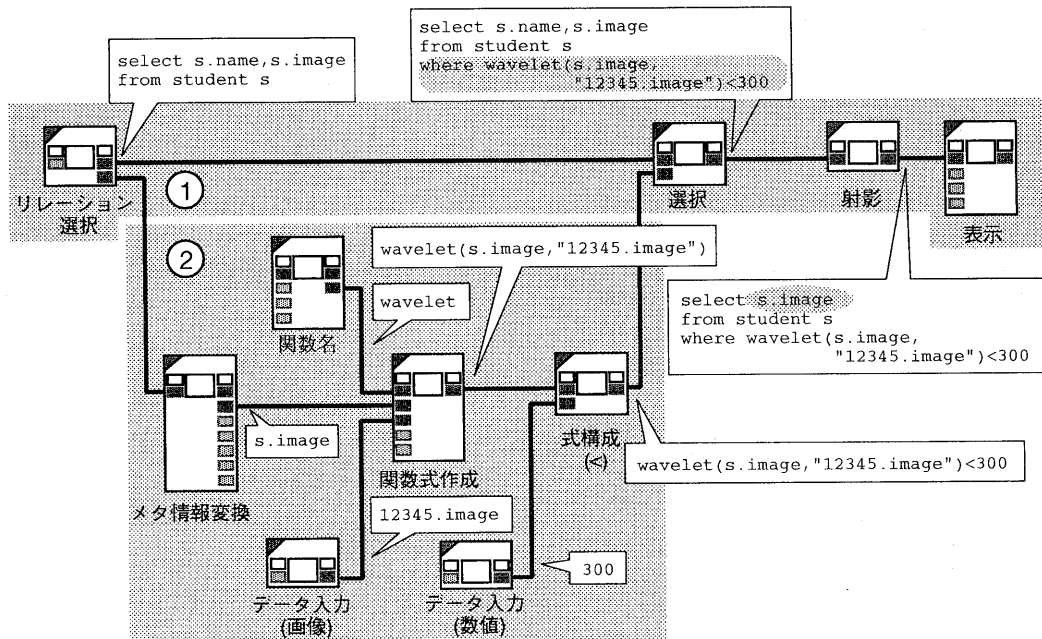 select s.name,s.image
from student s
select s.name,s.image
from student s
where wavelet(s.image,
"12345.image")<300
リレーション
選択
1
選択
射影
表示
2
wavelet(s.image,"12345.image")
wavelet
関数名
select s.image
from student s
where wavelet(s.image,
"12345.image")<300
s.image
メタ情報変換
関数式作成
式構成
(<)
wavelet(s.image,"12345.image")<300
12345.image
300
データ入力
(画像)
データ入力
(数値)